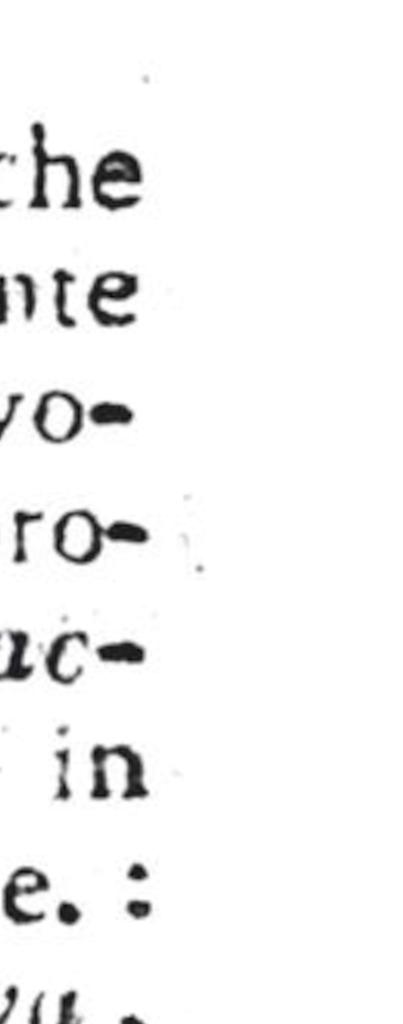 che
nte
vo-
ro-
ac-
in
e. :